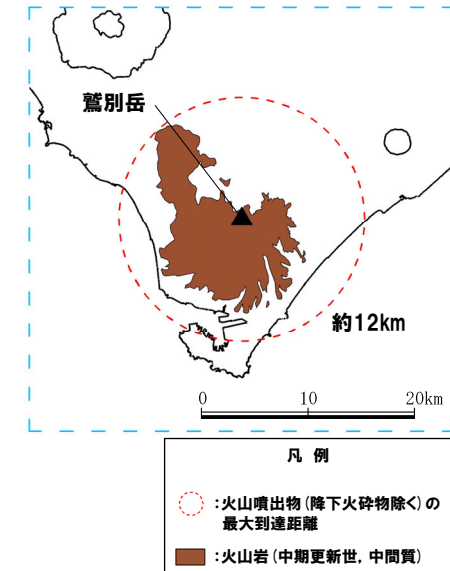 鷲別岳
約12km
0 10 20km
凡 例
:火山噴出物(降下火砕物除く)の
最大到達距離
:火山岩(中期更新世,中間質)